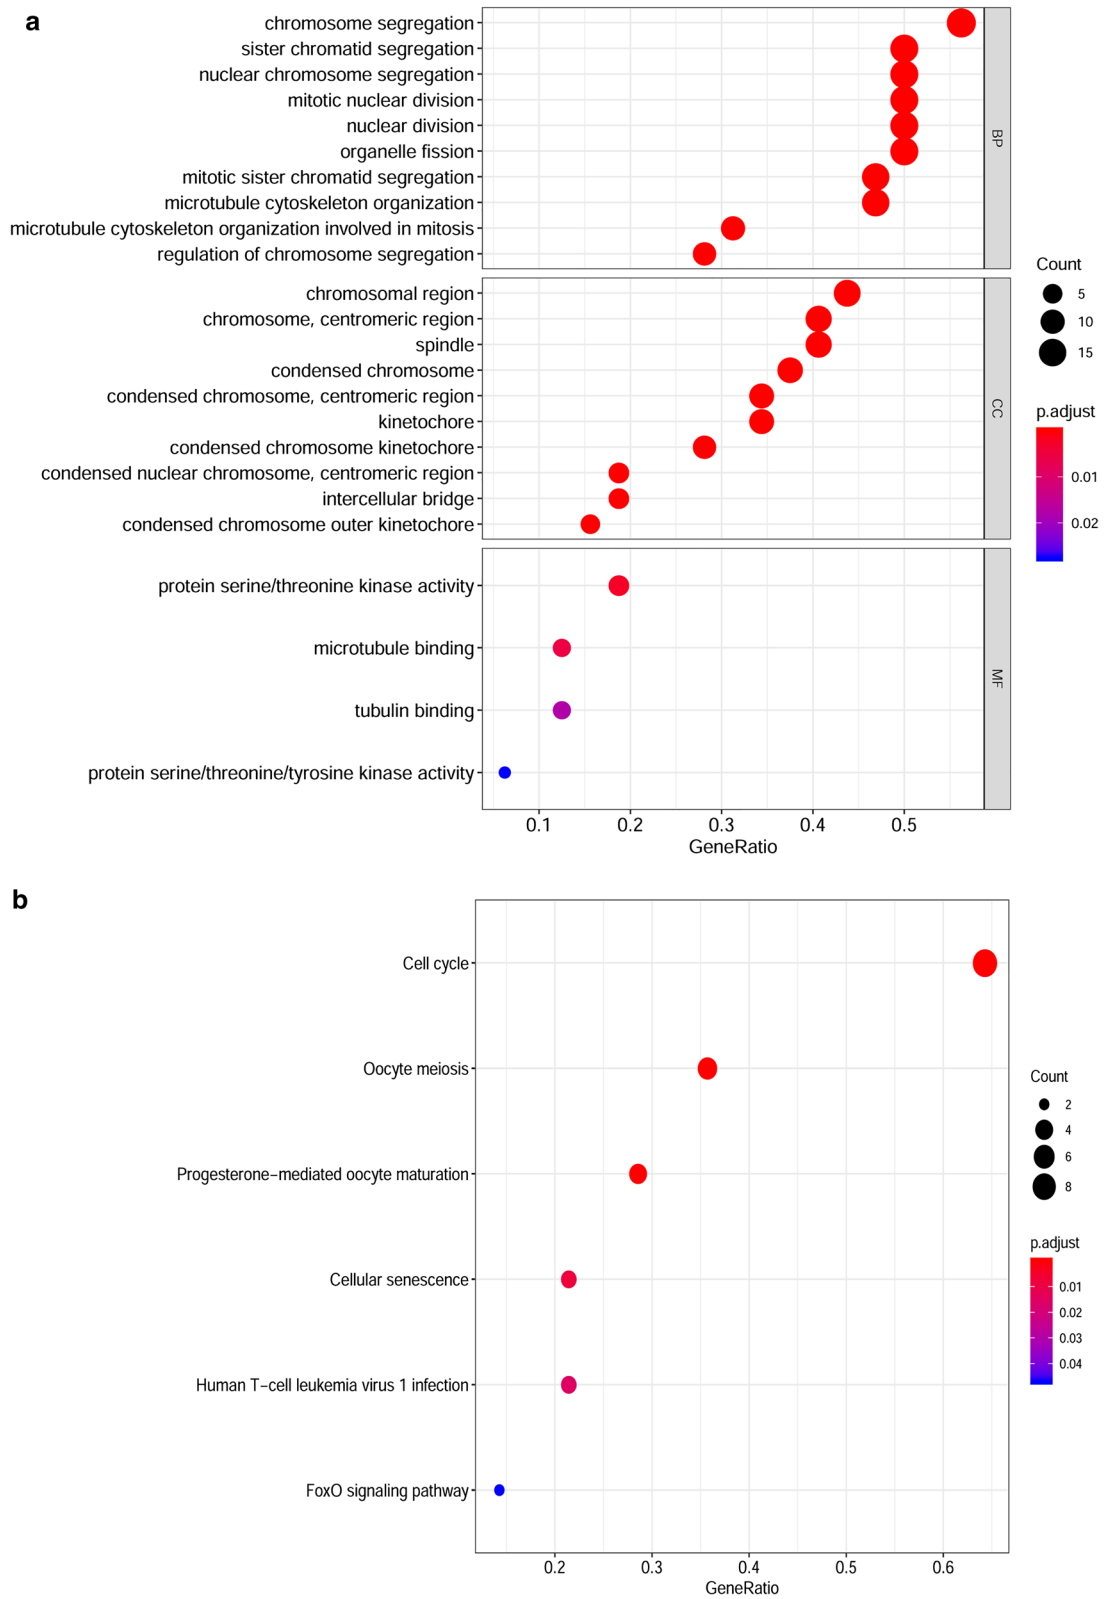 a
chromosome segregation
sister chromatid segregation
nuclear chromosome segregation
mitotic nuclear division
nuclear division
organelle fission
mitotic sister chromatid segregation
microtubule cytoskeleton organization
microtubule cytoskeleton organization involved in mitosis
regulation of chromosome segregation
BP
chromosomal region
chromosome, centromeric region
spindle
condensed chromosome
condensed chromosome, centromeric region
kinetochore
condensed chromosome kinetochore
condensed nuclear chromosome, centromeric region
intercellular bridge
condensed chromosome outer kinetochore
CC
protein serine/threonine kinase activity
microtubule binding
tubulin binding
protein serine/threonine/tyrosine kinase activity
MF
0.1 0.2 0.3 0.4 0.5
GeneRatio
Count
5
10
15
p.adjust
0.01
0.02
b
Cell cycle
Oocyte meiosis
Progesterone−mediated oocyte maturation
Cellular senescence
Human T−cell leukemia virus 1 infection
FoxO signaling pathway
0.2 0.3 0.4 0.5 0.6
GeneRatio
Count
2
4
6
8
p.adjust
0.01
0.02
0.03
0.04